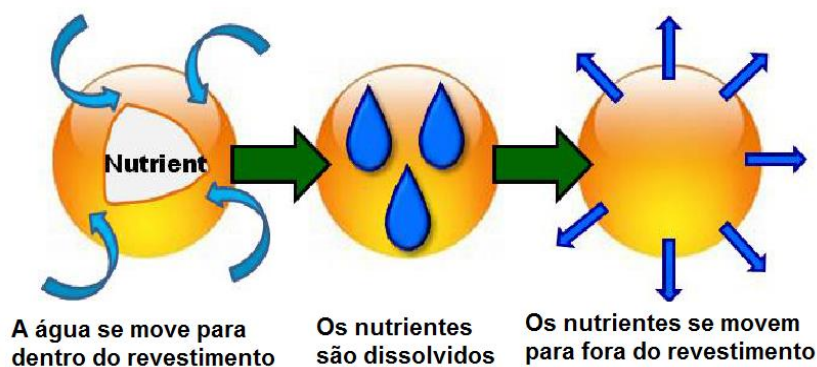 Nutrient
A água se move para
dentro do revestimento
Os nutrientes
são dissolvidos
Os nutrientes se movem
para fora do revestimento